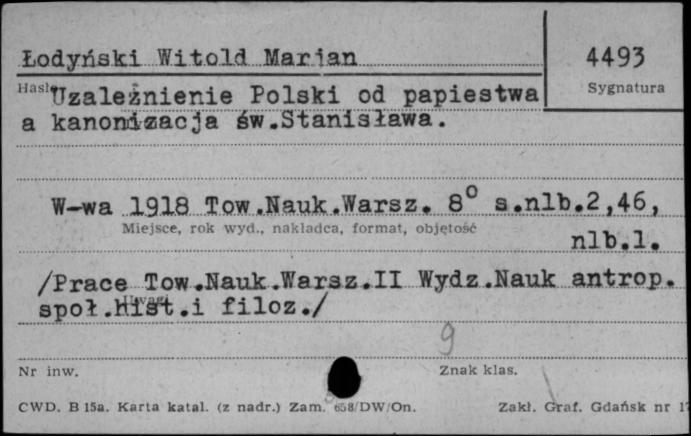 Łodyński Witold Marian
4493
Hasło
Sygnatura
Uzależnienie Polski od papiestwa
a kanonizacja św.Stanisława.
W-wa 1918 Tow.Nauk.Warsz. 8° s.nlb.2,46,
Miejsce, rok wyd., nakładca, format, objętość
nlb.1.
/Prace Tow.Nauk.Warsz.II Wydz.Nauk antrop.
Uwagi
społ.hist.i filoz./
9
Nr inw.
Znak klas.
CWD. B 15a. Karta katal. (z nadr.) Zam. 658/DW/On.
Zakł. Graf. Gdańsk nr